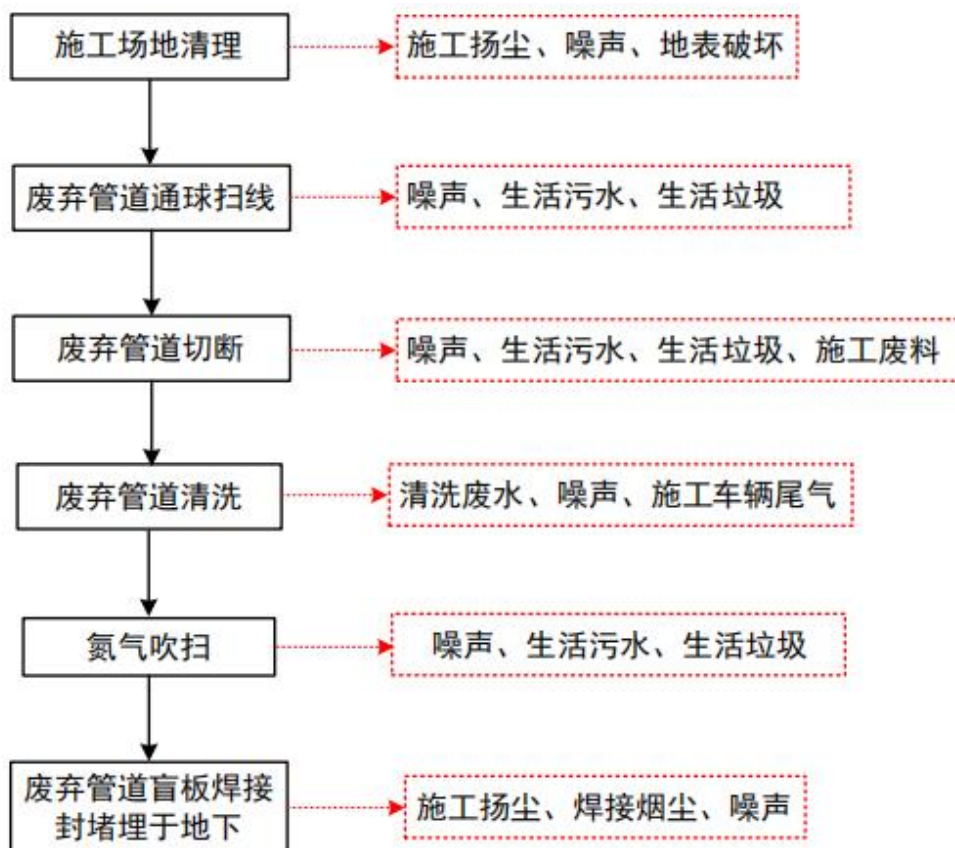 施工场地清理
施工扬尘、噪声、地表破坏
废弃管道通球扫线
噪声、生活污水、生活垃圾
废弃管道切断
噪声、生活污水、生活垃圾、施工废料
废弃管道清洗
清洗废水、噪声、施工车辆尾气
氮气吹扫
噪声、生活污水、生活垃圾
废弃管道盲板焊接
封堵埋于地下
施工扬尘、焊接烟尘、噪声